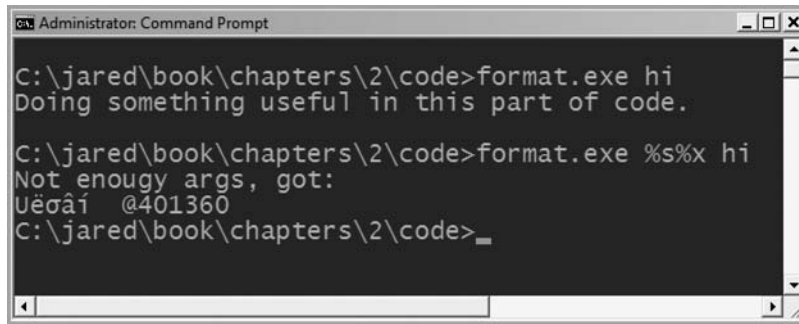 Administrator: Command Prompt
C:\jared\book\chapters\2\code>format.exe hi
Doing something useful in this part of code.
C:\jared\book\chapters\2\code>format.exe %s%x hi
Not enougy args, got:
Uëσâí  @401360
C:\jared\book\chapters\2\code>_